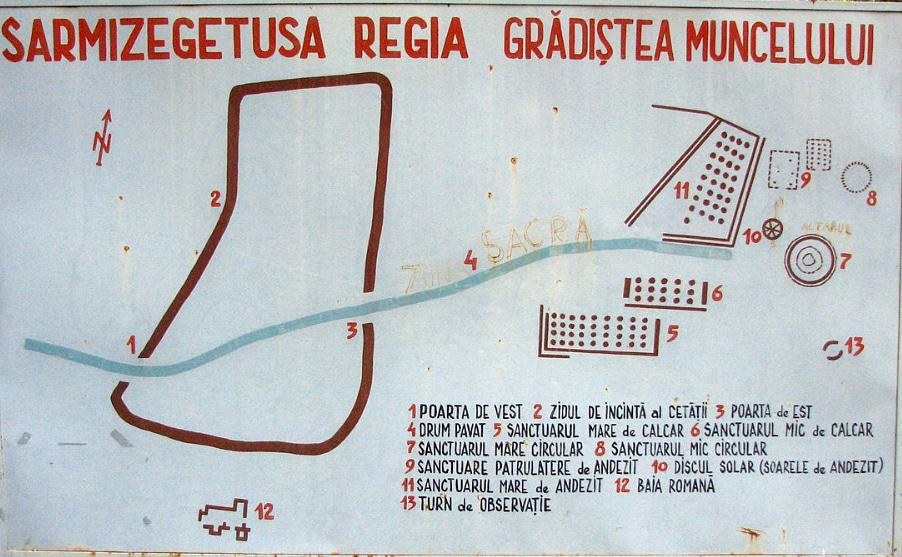 SARMIZEGETUSA REGIA GRĂDIȘTEA MUNCELULUI
N
2
11
9
8
10
ALTARUL
SACRĂ
4
7
6
5
1
3
13
12
1 POARTA DE VEST 2 ZIDUL DE INCINTĂ al CETĂȚII 3 POARTA de EST
4 DRUM PAVAT 5 SANCTUARUL MARE de CALCAR 6 SANCTUARUL MIC de CALCAR
7 SANCTUARUL MARE CIRCULAR 8 SANCTUARUL MIC CIRCULAR
9 SANCTUARE PATRULATERE de ANDEZIT 10 DISCUL SOLAR (SOARELE de ANDEZIT)
11 SANCTUARUL MARE de ANDEZIT 12 BAIA ROMANĂ
13 TURN de OBSERVAȚIE